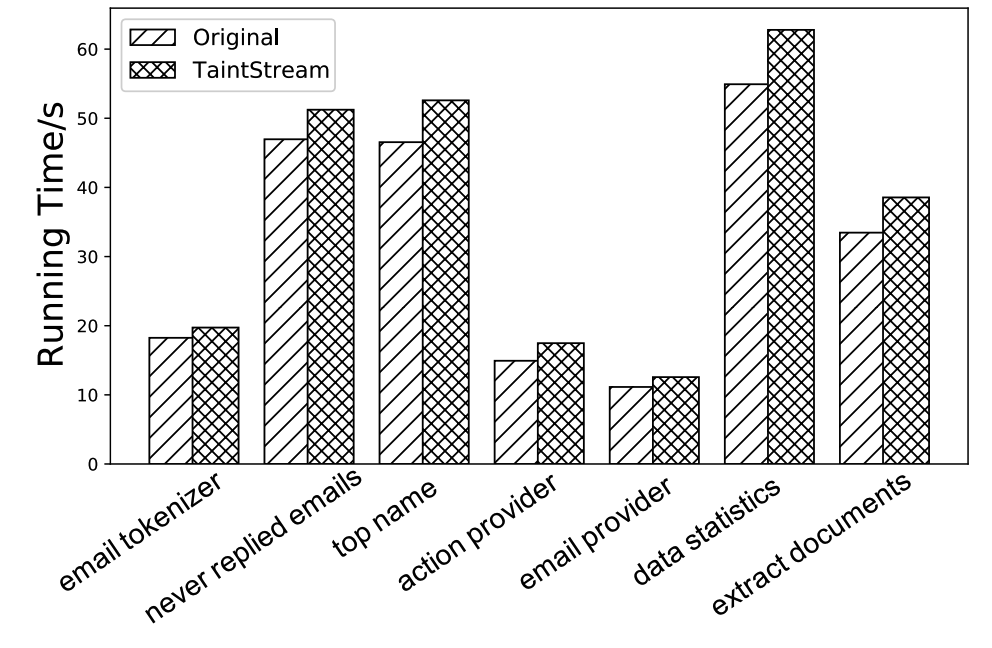 Original
TaintStream
Running Time/s
60
50
40
30
20
10
0
email tokenizer
never replied emails
top name
action provider
email provider
data statistics
extract documents